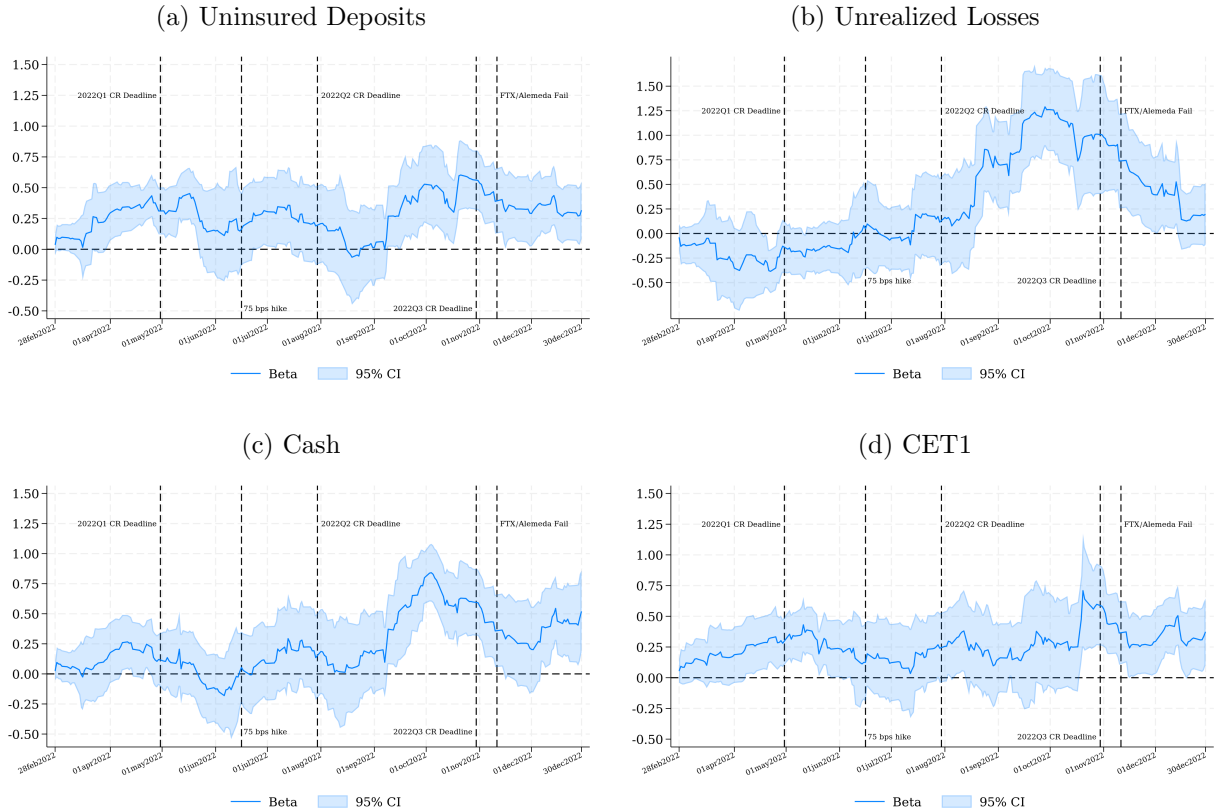 (a) Uninsured Deposits
1.50
1.25
1.00
0.75
0.50
0.25
0.00
-0.25
-0.50
2022Q1 CR Deadline
2022Q2 CR Deadline
FTX/Alemeda Fail
75 bps hike
2022Q3 CR Deadline
28feb2022
01apr2022
01may2022
01jun2022
01jul2022
01aug2022
01sep2022
01oct2022
01nov2022
01dec2022
30dec2022
Beta
95% CI
(b) Unrealized Losses
1.50
1.25
1.00
0.75
0.50
0.25
0.00
-0.25
-0.50
2022Q1 CR Deadline
2022Q2 CR Deadline
FTX/Alemeda Fail
75 bps hike
2022Q3 CR Deadline
28feb2022
01apr2022
01may2022
01jun2022
01jul2022
01aug2022
01sep2022
01oct2022
01nov2022
01dec2022
30dec2022
Beta
95% CI
(c) Cash
1.50
1.25
1.00
0.75
0.50
0.25
0.00
-0.25
-0.50
2022Q1 CR Deadline
2022Q2 CR Deadline
FTX/Alemeda Fail
75 bps hike
2022Q3 CR Deadline
28feb2022
01apr2022
01may2022
01jun2022
01jul2022
01aug2022
01sep2022
01oct2022
01nov2022
01dec2022
30dec2022
Beta
95% CI
(d) CET1
1.50
1.25
1.00
0.75
0.50
0.25
0.00
-0.25
-0.50
2022Q1 CR Deadline
2022Q2 CR Deadline
FTX/Alemeda Fail
75 bps hike
2022Q3 CR Deadline
28feb2022
01apr2022
01may2022
01jun2022
01jul2022
01aug2022
01sep2022
01oct2022
01nov2022
01dec2022
30dec2022
Beta
95% CI